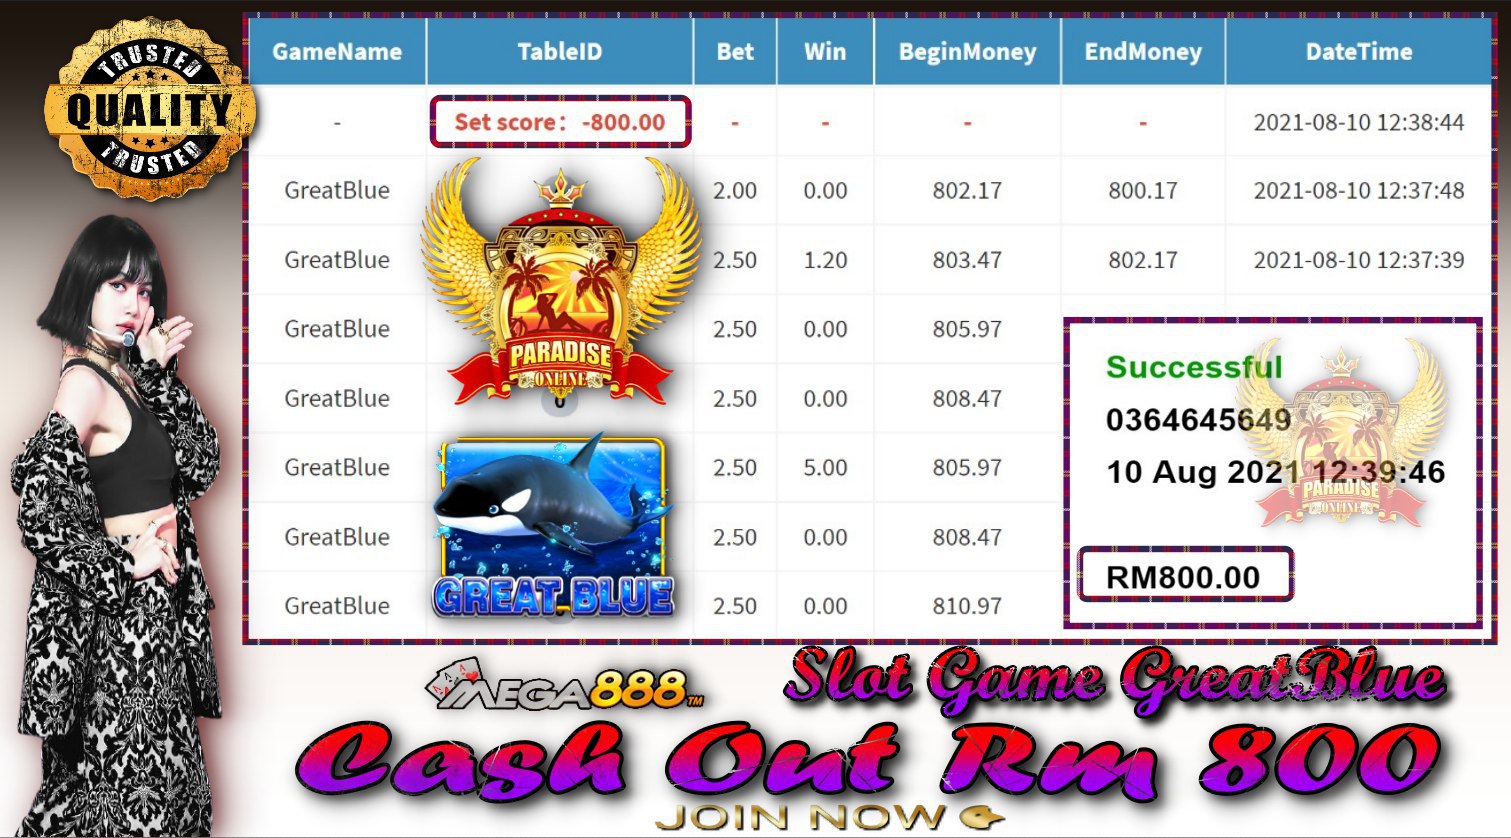 TRUSTED
QUALITY
TRUSTED
GameName TableID Bet Win BeginMoney EndMoney DateTime
- Set score： -800.00 - - - - 2021-08-10 12:38:44
GreatBlue 2.00 0.00 802.17 800.17 2021-08-10 12:37:48
GreatBlue 2.50 1.20 803.47 802.17 2021-08-10 12:37:39
GreatBlue 2.50 0.00 805.97
GreatBlue 0 2.50 0.00 808.47
GreatBlue 2.50 5.00 805.97
GreatBlue 2.50 0.00 808.47
GreatBlue 2.50 0.00 810.97
PARADISE
ONLINE
GREAT BLUE
Successful
0364645649
10 Aug 2021 12:39:46
PARADISE
ONLINE
RM800.00
MEGA888 TM
Slot Game GreatBlue
Cash Out Rm 800
JOIN NOW